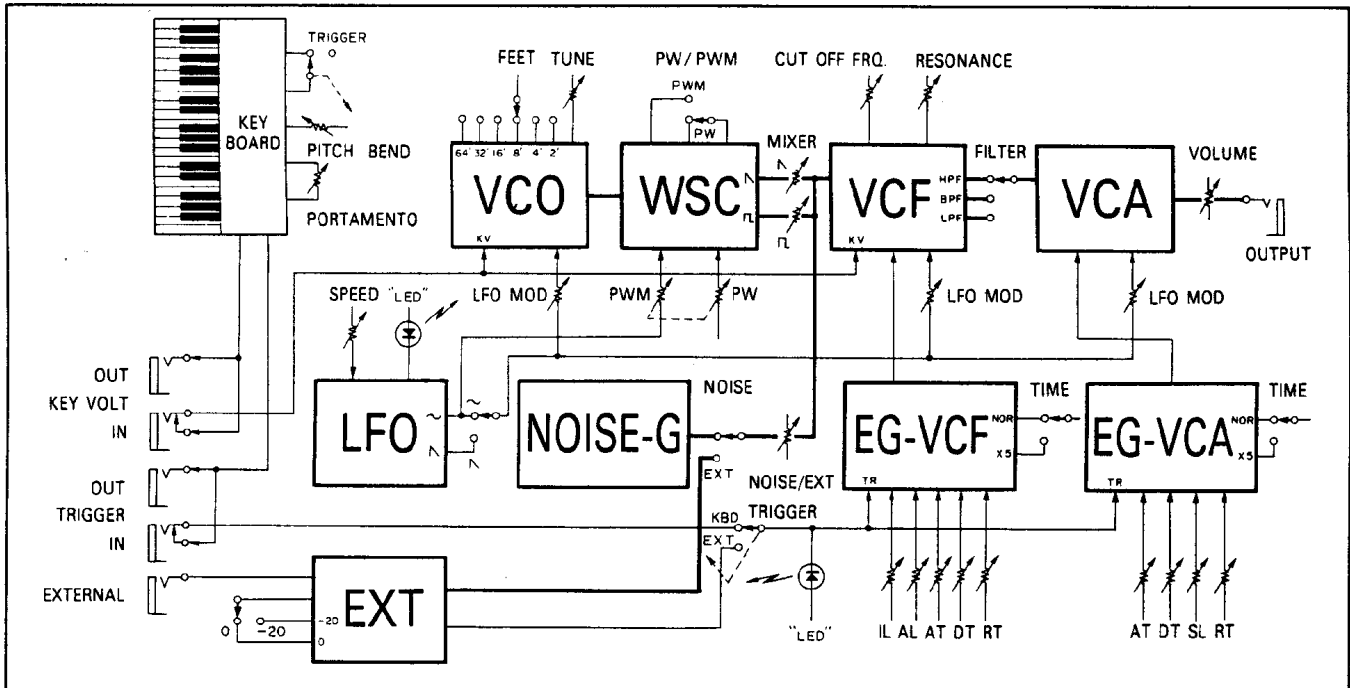 TRIGGER
KEY
BOARD
PITCH BEND
PORTAMENTO
FEET TUNE
64' 32' 16' 8' 4' 2'
VCO
KV
PW/PWM
PWM
PW
WSC
MIXER
CUT OFF FRQ. RESONANCE
VCF
HPF
BPF
LPF
KV
FILTER
VCA
VOLUME
OUTPUT
SPEED "LED"
LFO MOD
PWM
PW
LFO MOD
LFO MOD
OUT
KEY VOLT
IN
OUT
TRIGGER
IN
EXTERNAL
LFO
NOISE-G
NOISE
EXT
NOISE/EXT
TRIGGER
KBD
EXT
"LED"
EG-VCF
NOR
X5
TR
TIME
EG-VCA
NOR
X5
TR
TIME
0 -20
EXT
-20
0
IL AL AT DT RT
AT DT SL RT